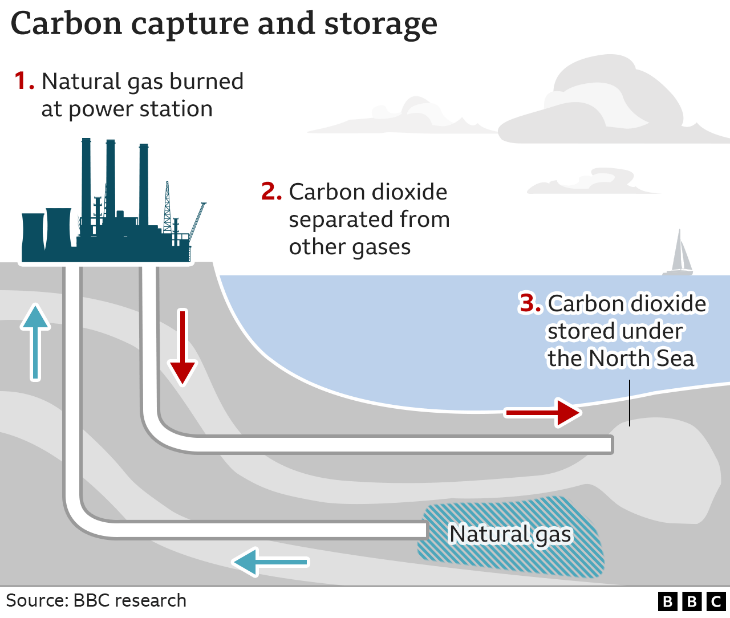 Carbon capture and storage
1. Natural gas burned
at power station
2. Carbon dioxide
separated from
other gases
3. Carbon dioxide
stored under
the North Sea
Natural gas
Source: BBC research
BBC